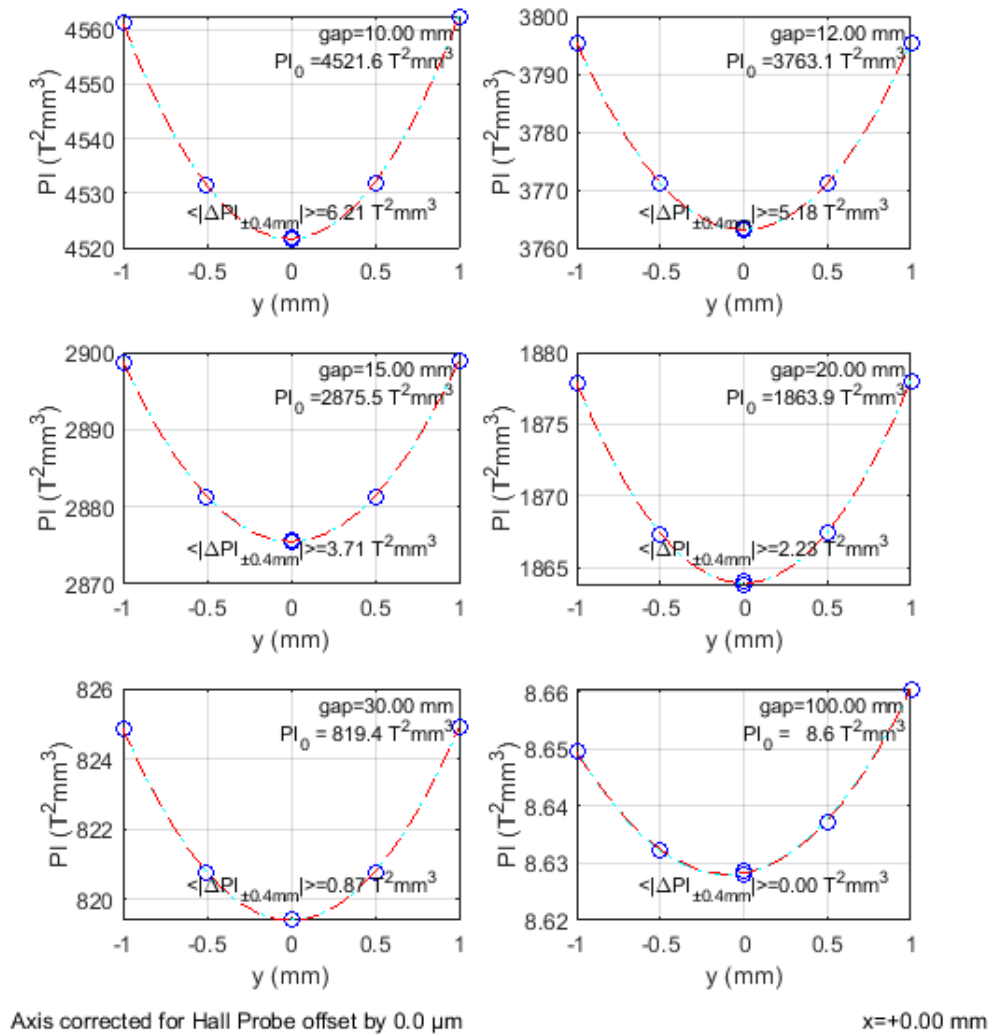 gap=10.00 mm
PI₀ =4521.6 T²mm³
<|ΔPI±0.4mm|>=6.21 T²mm³
PI (T²mm³)
4560
4550
4540
4530
4520
-1 -0.5 0 0.5 1
y (mm)
gap=12.00 mm
PI₀ =3763.1 T²mm³
<|ΔPI±0.4mm|>=5.18 T²mm³
PI (T²mm³)
3800
3790
3780
3770
3760
-1 -0.5 0 0.5 1
y (mm)
gap=15.00 mm
PI₀ =2875.5 T²mm³
<|ΔPI±0.4mm|>=3.71 T²mm³
PI (T²mm³)
2900
2890
2880
2870
-1 -0.5 0 0.5 1
y (mm)
gap=20.00 mm
PI₀ =1863.9 T²mm³
<|ΔPI±0.4mm|>=2.23 T²mm³
PI (T²mm³)
1880
1875
1870
1865
-1 -0.5 0 0.5 1
y (mm)
gap=30.00 mm
PI₀ = 819.4 T²mm³
<|ΔPI±0.4mm|>=0.87 T²mm³
PI (T²mm³)
826
824
822
820
-1 -0.5 0 0.5 1
y (mm)
gap=100.00 mm
PI₀ = 8.6 T²mm³
<|ΔPI±0.4mm|>=0.00 T²mm³
PI (T²mm³)
8.66
8.65
8.64
8.63
8.62
-1 -0.5 0 0.5 1
y (mm)
Axis corrected for Hall Probe offset by 0.0 μm
x=+0.00 mm